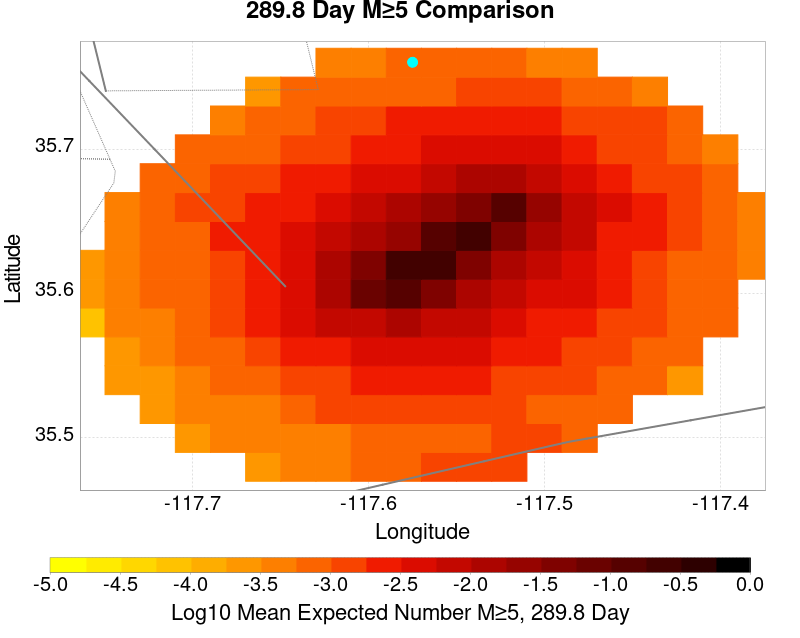 289.8 Day M≥5 Comparison
35.7
35.6
35.5
Latitude
-117.7 -117.6 -117.5 -117.4
Longitude
-5.0 -4.5 -4.0 -3.5 -3.0 -2.5 -2.0 -1.5 -1.0 -0.5 0.0
Log10 Mean Expected Number M≥5, 289.8 Day